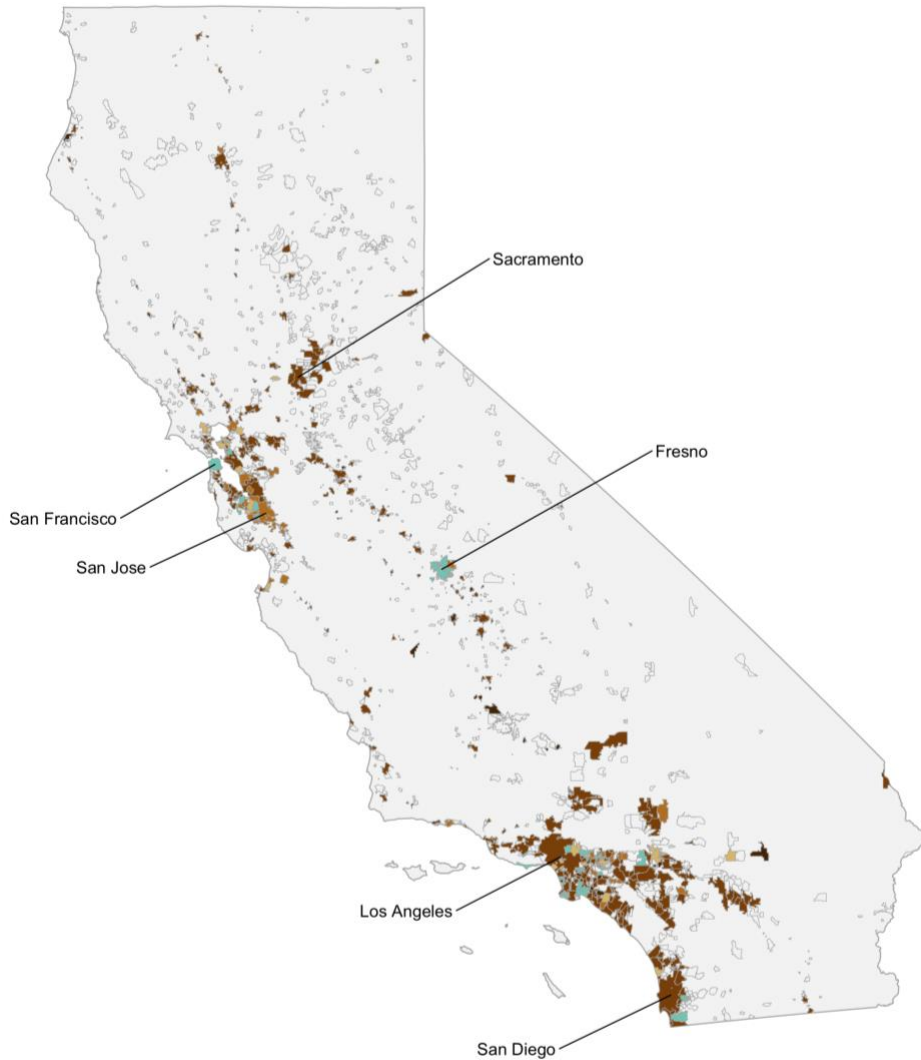 Sacramento
Fresno
San Francisco
San Jose
Los Angeles
San Diego